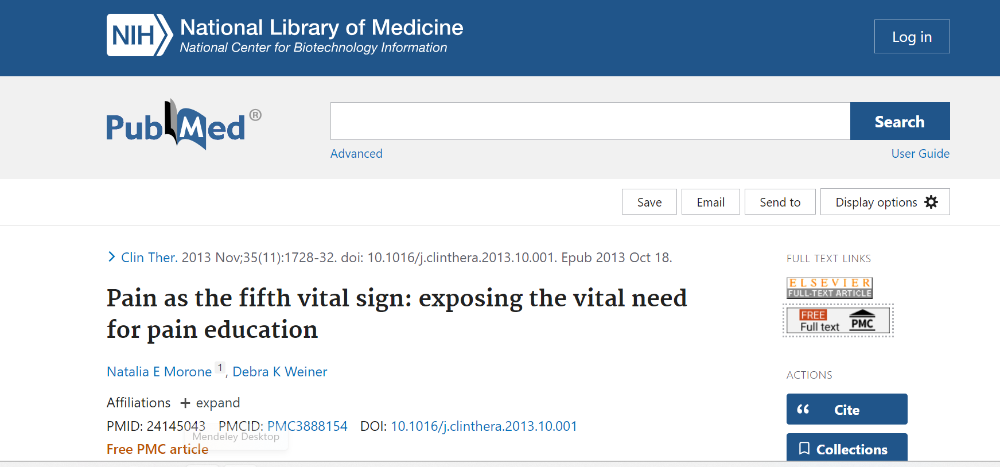 NIH National Library of Medicine
National Center for Biotechnology Information
Log in
PubMed®
Search
Advanced
User Guide
Save
Email
Send to
Display options
Clin Ther. 2013 Nov;35(11):1728-32. doi: 10.1016/j.clinthera.2013.10.001. Epub 2013 Oct 18.
Pain as the fifth vital sign: exposing the vital need
for pain education
Natalia E Morone 1, Debra K Weiner
Affiliations + expand
PMID: 24145043 PMCID: PMC3888154 DOI: 10.1016/j.clinthera.2013.10.001
Mendeley Desktop
Free PMC article
FULL TEXT LINKS
ELSEVIER
FULL-TEXT ARTICLE
FREE
Full text PMC
ACTIONS
Cite
Collections